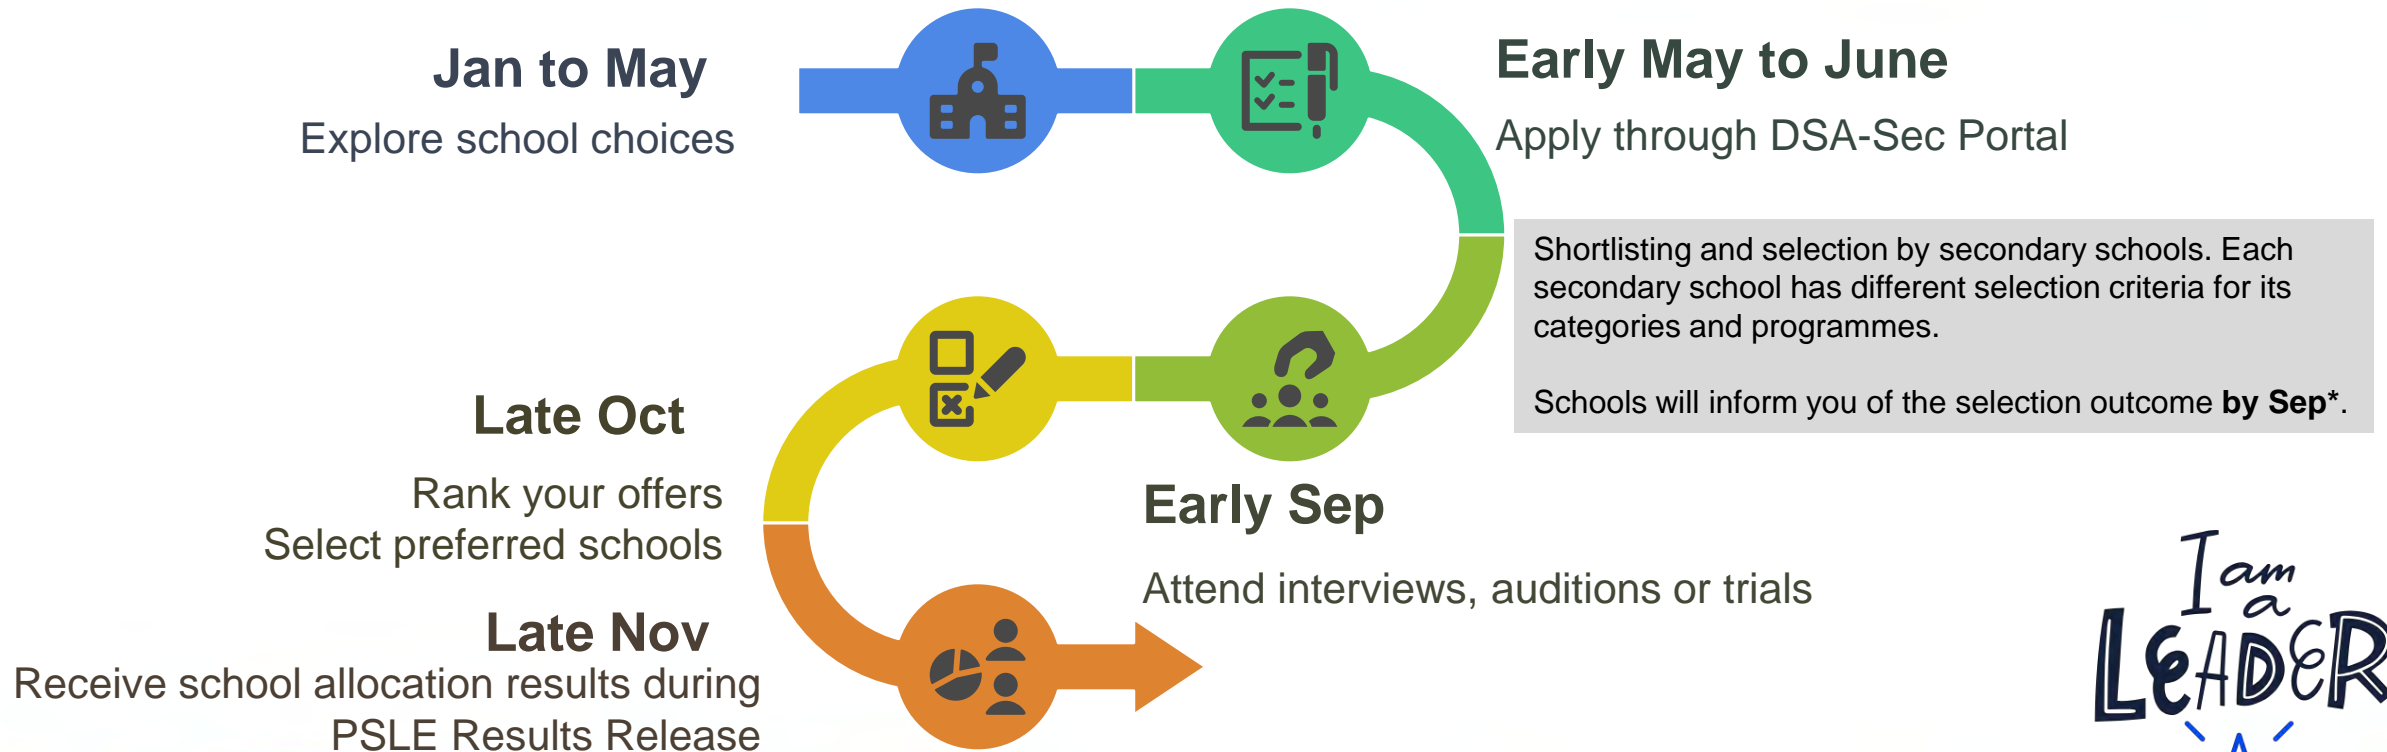 Jan to May
Explore school choices
Early May to June
Apply through DSA-Sec Portal
Shortlisting and selection by secondary schools. Each
secondary school has different selection criteria for its
categories and programmes.
Schools will inform you of the selection outcome by Sep*.
Early Sep
Attend interviews, auditions or trials
Late Oct
Rank your offers
Select preferred schools
Late Nov
Receive school allocation results during
PSLE Results Release
I
am
a
LEADER